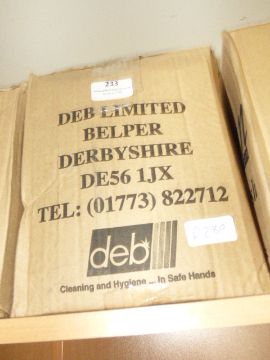 233
DEB LIMITED
BELPER
DERBYSHIRE
DE56 1JX
TEL: (01773) 822712
deb
Cleaning and Hygiene ... In Safe Hands